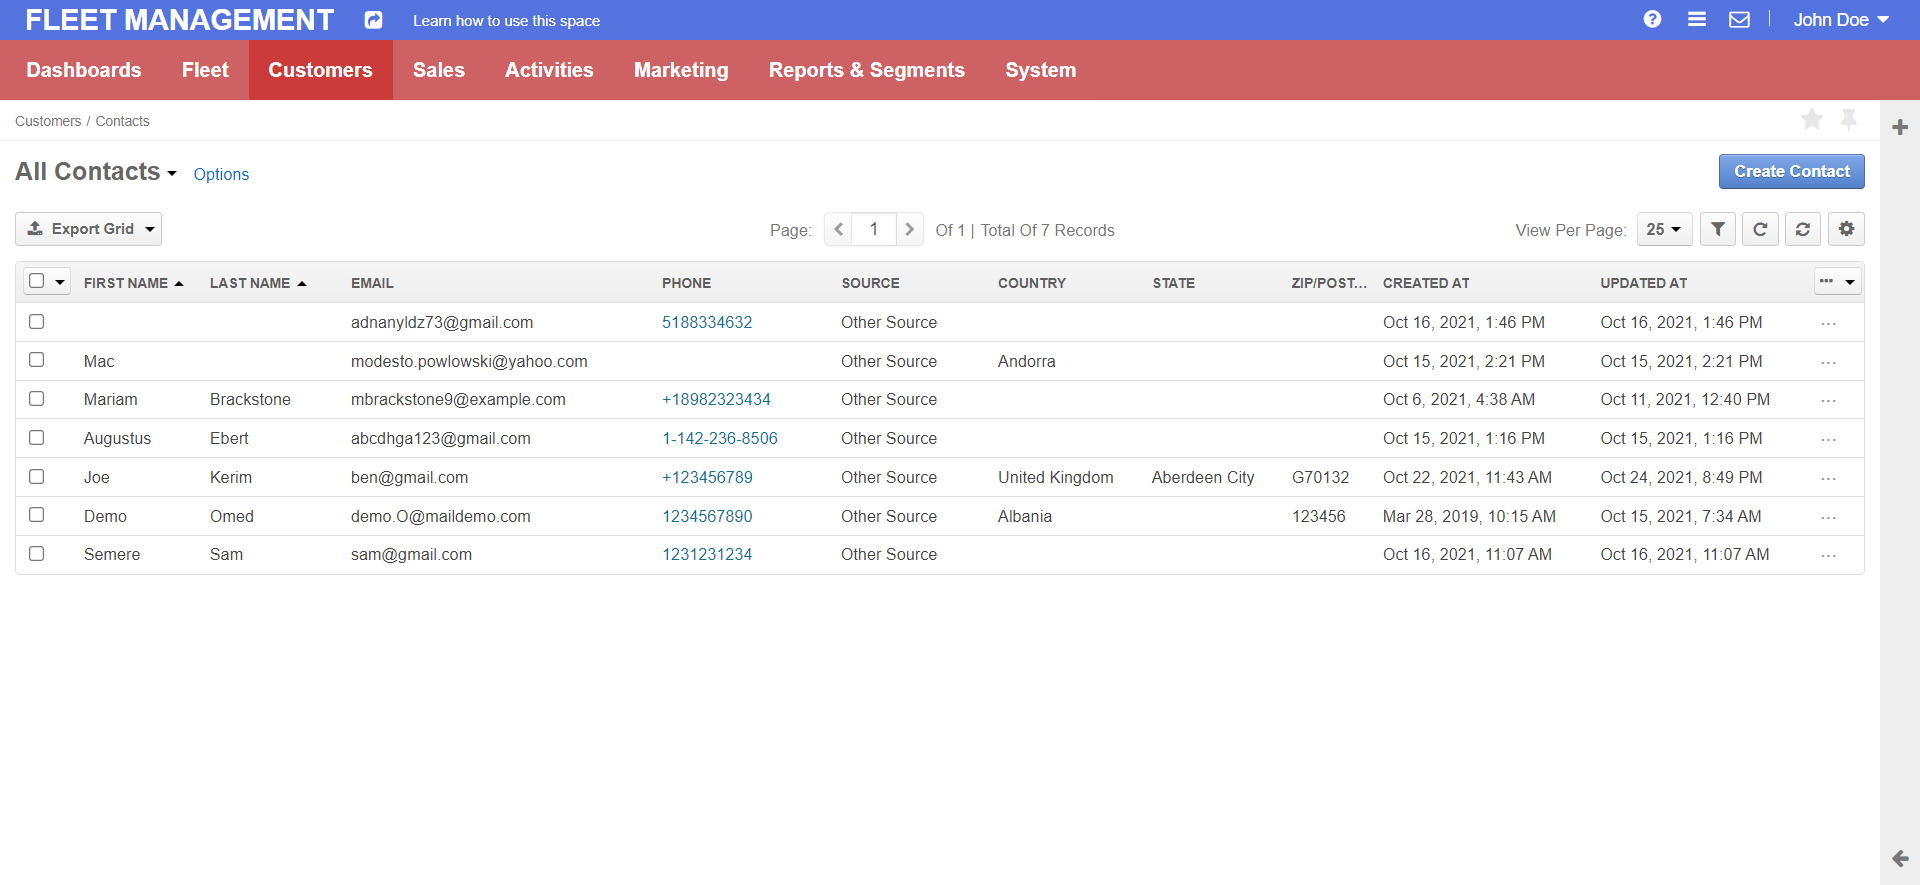 FLEET MANAGEMENT Learn how to use this space John Doe
Dashboards Fleet Customers Sales Activities Marketing Reports & Segments System
Customers / Contacts
All Contacts Options Create Contact
Export Grid Page: 1 Of 1 | Total Of 7 Records View Per Page: 25
FIRST NAME LAST NAME EMAIL PHONE SOURCE COUNTRY STATE ZIP/POST... CREATED AT UPDATED AT
adnanyldz73@gmail.com 5188334632 Other Source Oct 16, 2021, 1:46 PM Oct 16, 2021, 1:46 PM
Mac modesto.powlowski@yahoo.com Other Source Andorra Oct 15, 2021, 2:21 PM Oct 15, 2021, 2:21 PM
Mariam Brackstone mbrackstone9@example.com +18982323434 Other Source Oct 6, 2021, 4:38 AM Oct 11, 2021, 12:40 PM
Augustus Ebert abcdhga123@gmail.com 1-142-236-8506 Other Source Oct 15, 2021, 1:16 PM Oct 15, 2021, 1:16 PM
Joe Kerim ben@gmail.com +123456789 Other Source United Kingdom Aberdeen City G70132 Oct 22, 2021, 11:43 AM Oct 24, 2021, 8:49 PM
Demo Omed demo.O@maildemo.com 1234567890 Other Source Albania 123456 Mar 28, 2019, 10:15 AM Oct 15, 2021, 7:34 AM
Semere Sam sam@gmail.com 1231231234 Other Source Oct 16, 2021, 11:07 AM Oct 16, 2021, 11:07 AM